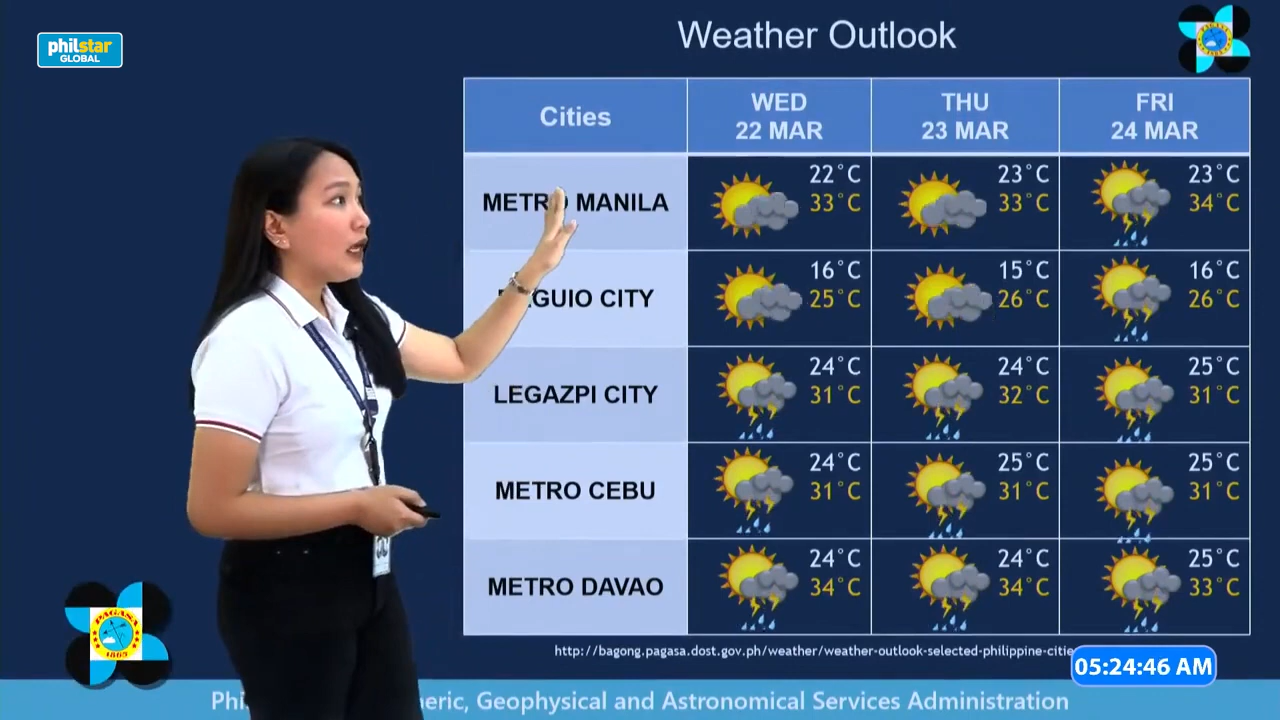 philstar
GLOBAL
Weather Outlook
Cities
WED
22 MAR
THU
23 MAR
FRI
24 MAR
METRO MANILA
22°C
33°C
23°C
33°C
23°C
34°C
GUIO CITY
16°C
25°C
15°C
26°C
16°C
26°C
LEGAZPI CITY
24°C
31°C
24°C
32°C
25°C
31°C
METRO CEBU
24°C
31°C
25°C
31°C
25°C
31°C
METRO DAVAO
24°C
34°C
24°C
34°C
25°C
33°C
http://bagong.pagasa.dost.gov.ph/weather/weather-outlook-selected-philippine-citie
05:24:46 AM
PAGASA
1865
Phi eric, Geophysical and Astronomical Services Administration